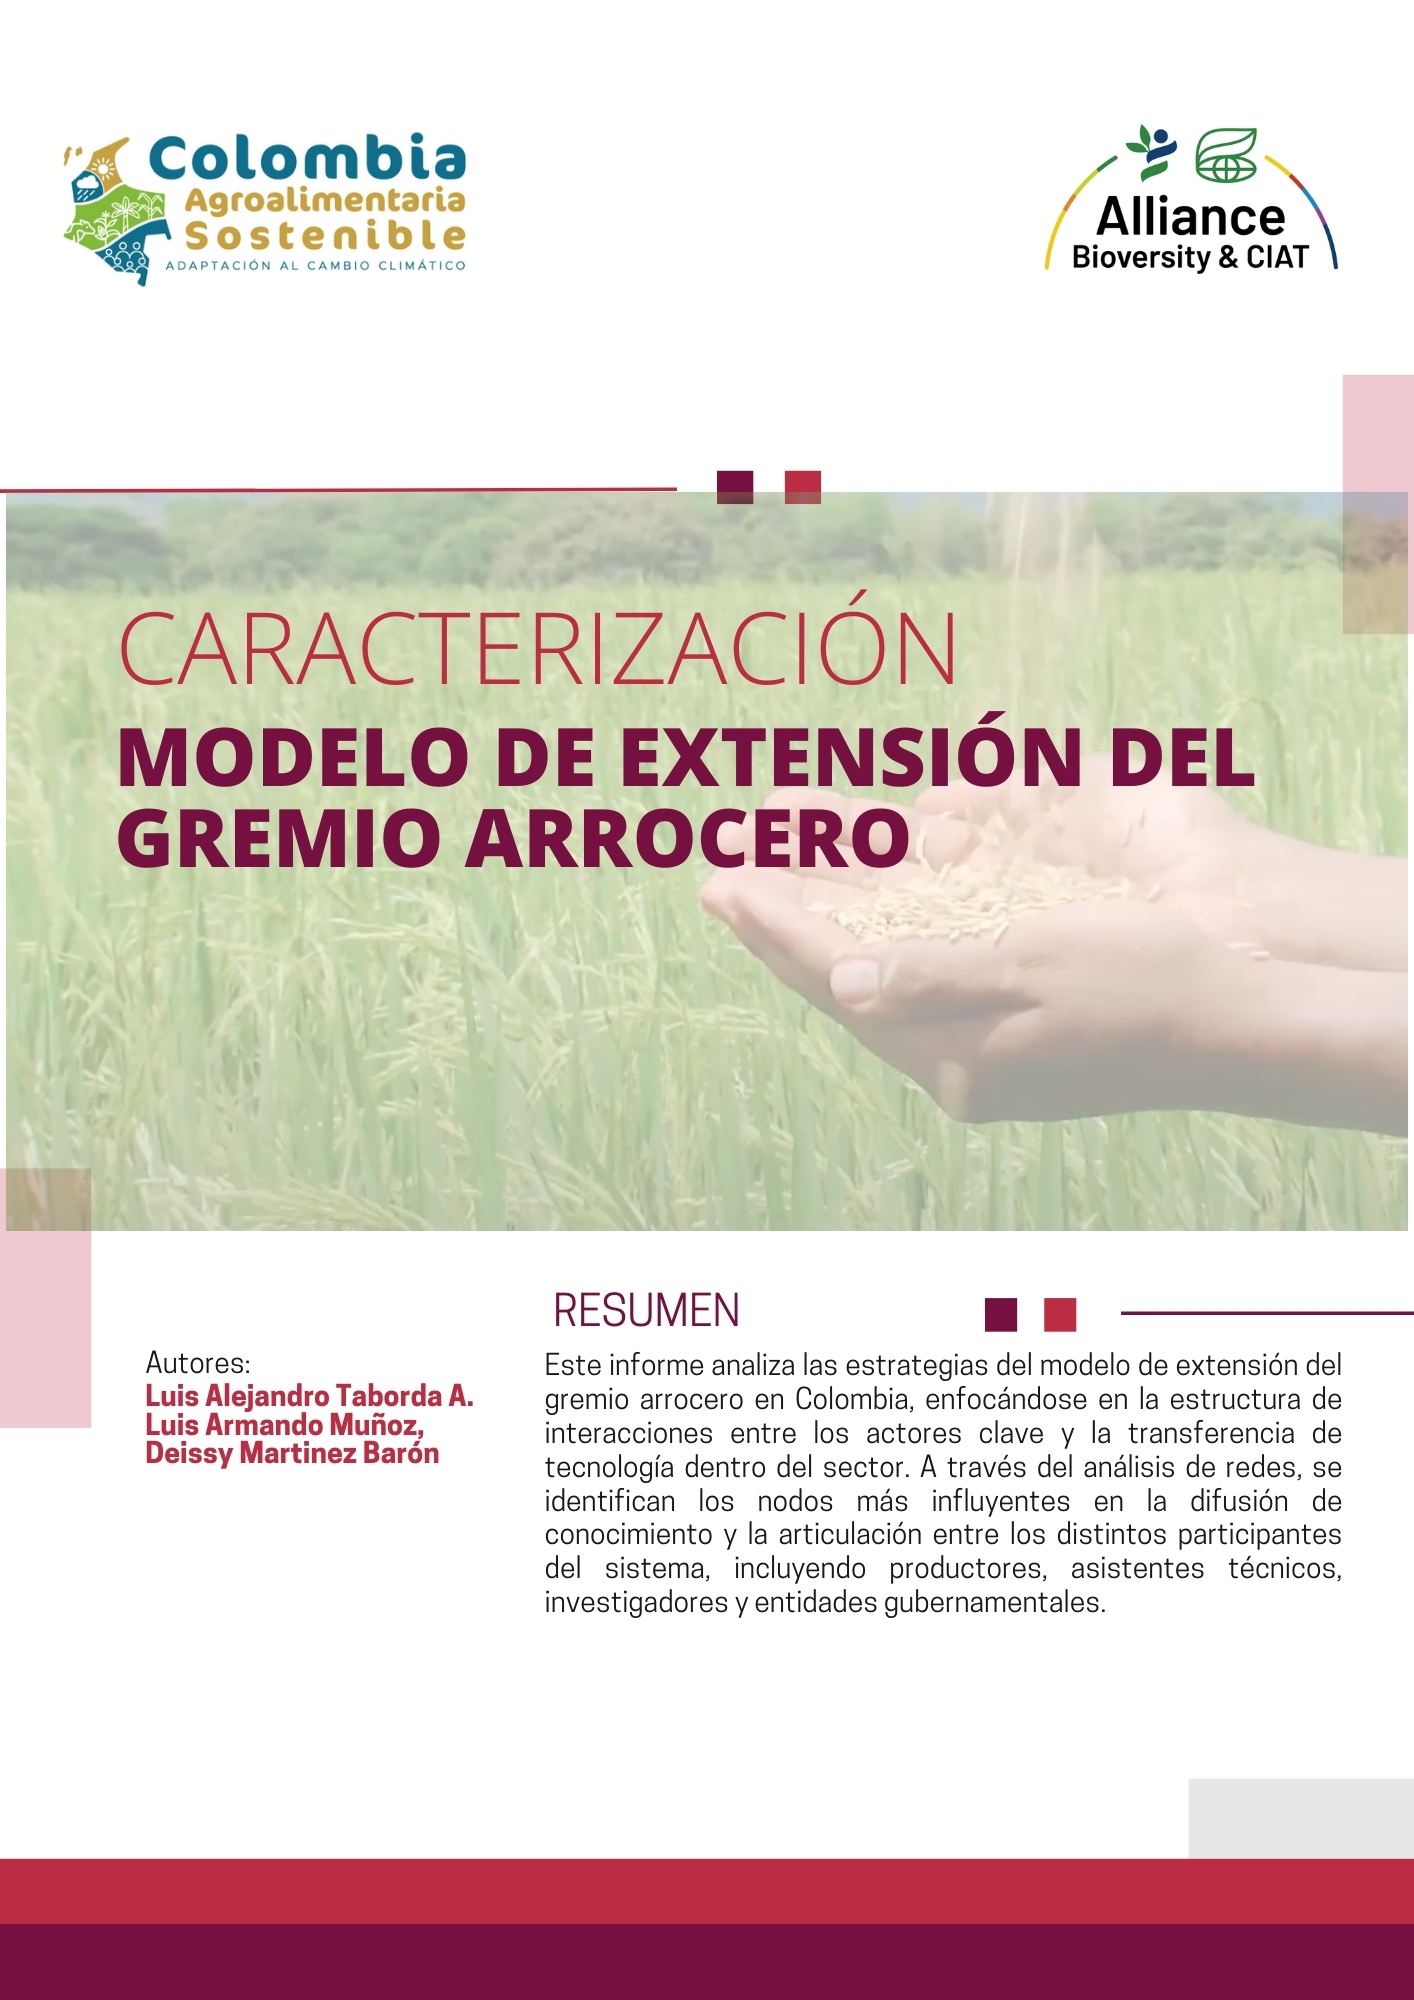 Colombia
Agroalimentaria
Sostenible
ADAPTACIÓN AL CAMBIO CLIMÁTICO
Alliance
Bioversity & CIAT
CARACTERIZACIÓN
MODELO DE EXTENSIÓN DEL
GREMIO ARROCERO
Autores:
Luis Alejandro Taborda A.
Luis Armando Muñoz,
Deissy Martinez Barón
RESUMEN
Este informe analiza las estrategias del modelo de extensión del
gremio arrocero en Colombia, enfocándose en la estructura de
interacciones entre los actores clave y la transferencia de
tecnología dentro del sector. A través del análisis de redes, se
identifican los nodos más influyentes en la difusión de
conocimiento y la articulación entre los distintos participantes
del sistema, incluyendo productores, asistentes técnicos,
investigadores y entidades gubernamentales.